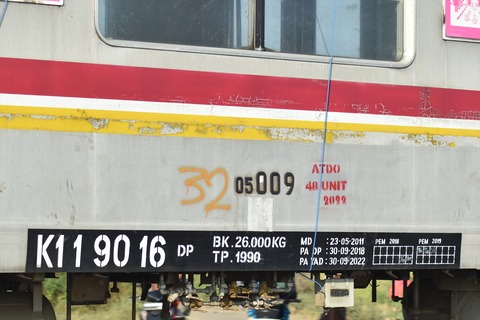 32
05009
ATDO
48 UNIT
2022
K1 1 90 16
DP
BK. 26.000KG
TP. 1990
MD : 23-05-2011
PA DP : 30-09-2018
PA YAD : 30-09-2022
PEM 2018
PEM 2019